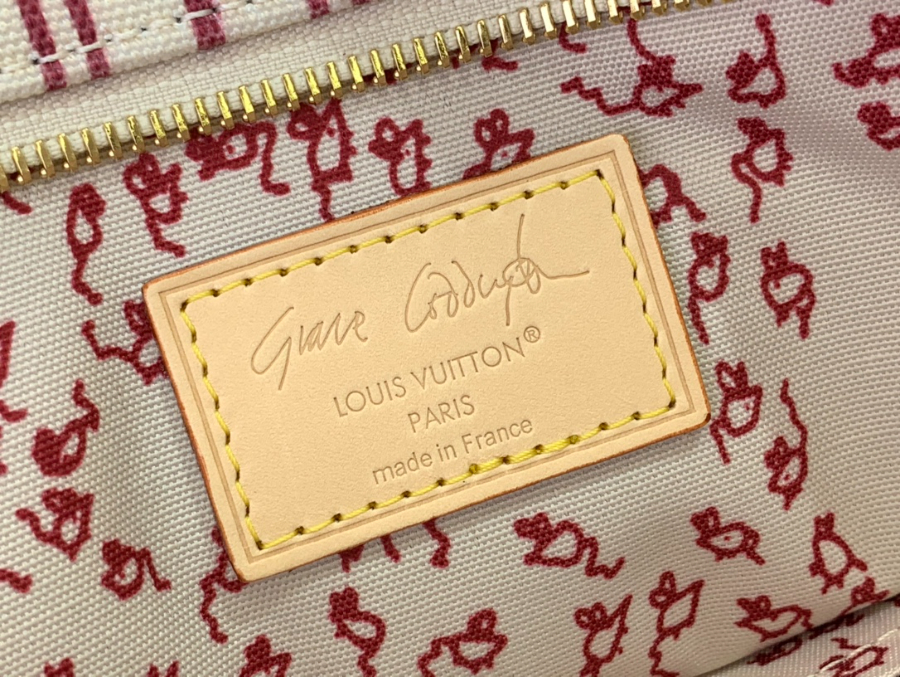 Grace Coddington
LOUIS VUITTON®
PARIS
made in France